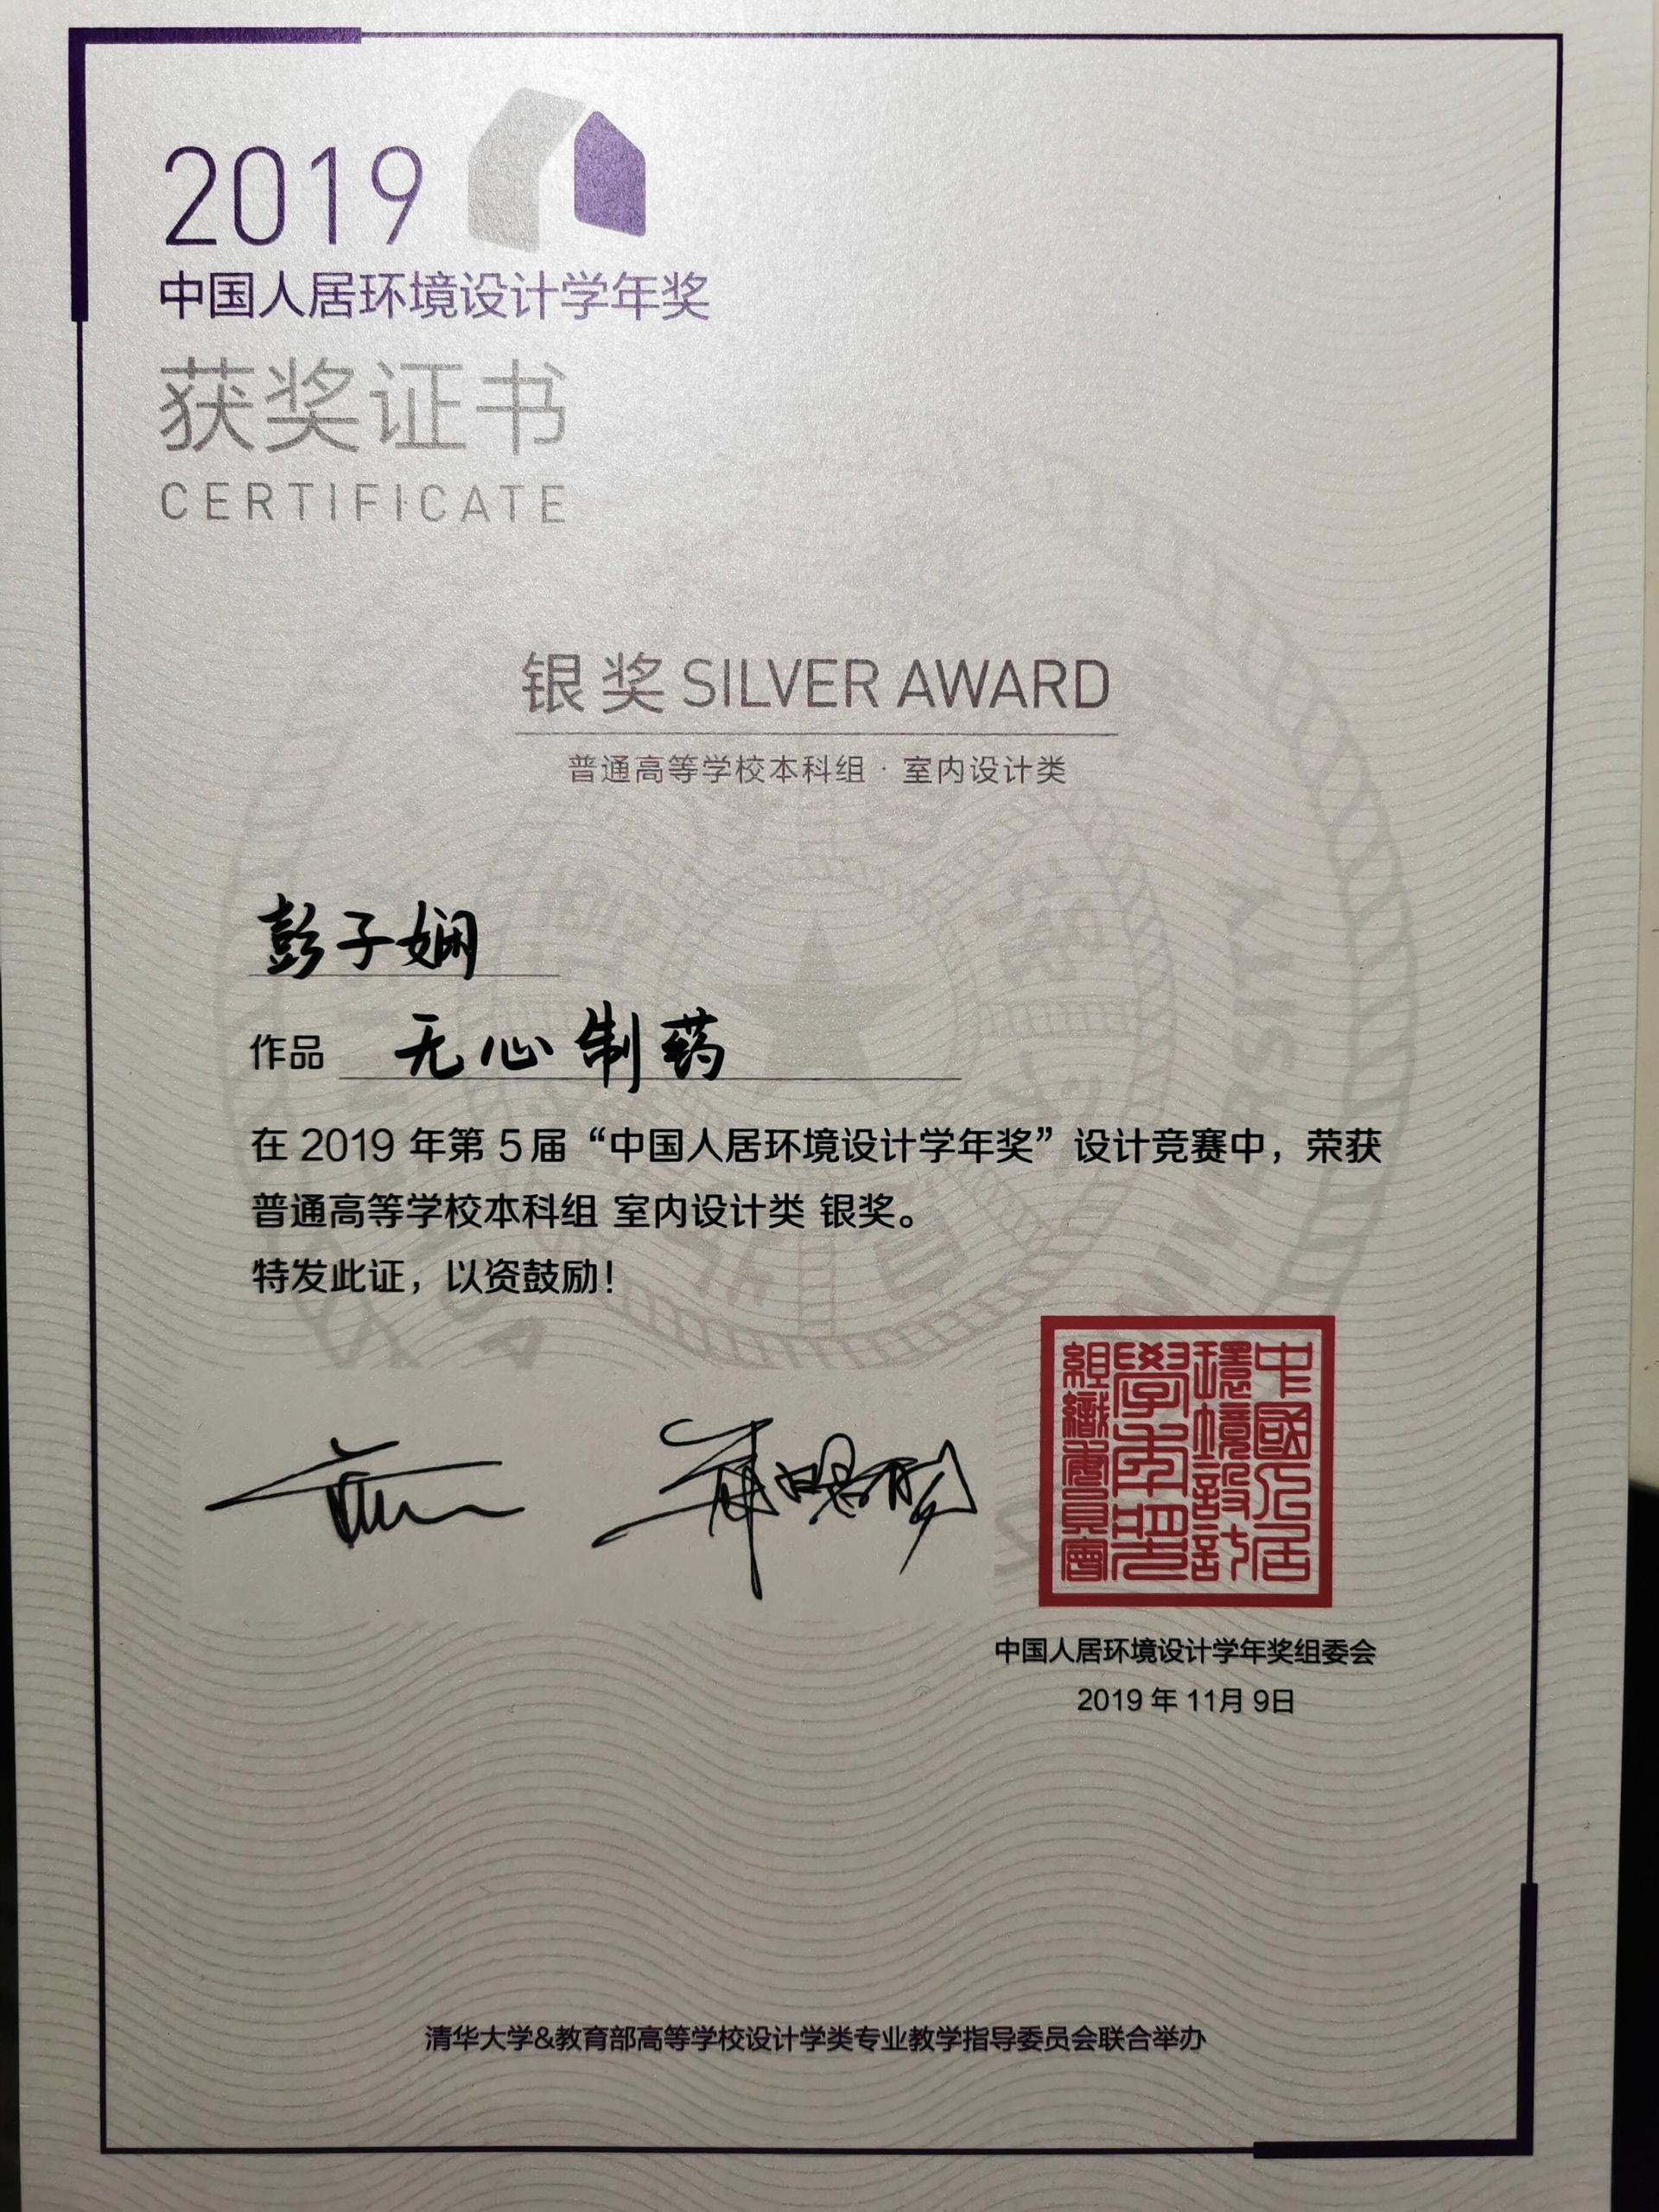 2019
中国人居环境设计学年奖
获奖证书
CERTIFICATE
银奖 SILVER AWARD
普通高等学校本科组 · 室内设计类
彭子娴
作品 无心制药
在 2019 年第 5 届“中国人居环境设计学年奖”设计竞赛中，荣获
普通高等学校本科组 室内设计类 银奖。
特发此证，以资鼓励！
中國人居
環境設計
學年奖
組織委員會
中国人居环境设计学年奖组委会
2019 年 11月 9日
清华大学&教育部高等学校设计学类专业教学指导委员会联合举办